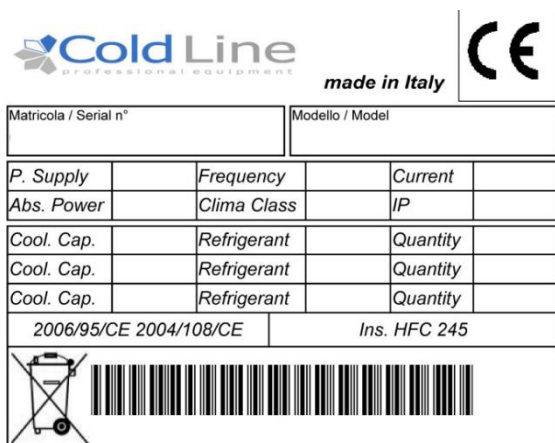 Cold Line
professional equipment
made in Italy
CE
Matricola / Serial n° Modello / Model
P. Supply Frequency Current
Abs. Power Clima Class IP
Cool. Cap. Refrigerant Quantity
Cool. Cap. Refrigerant Quantity
Cool. Cap. Refrigerant Quantity
2006/95/CE 2004/108/CE Ins. HFC 245